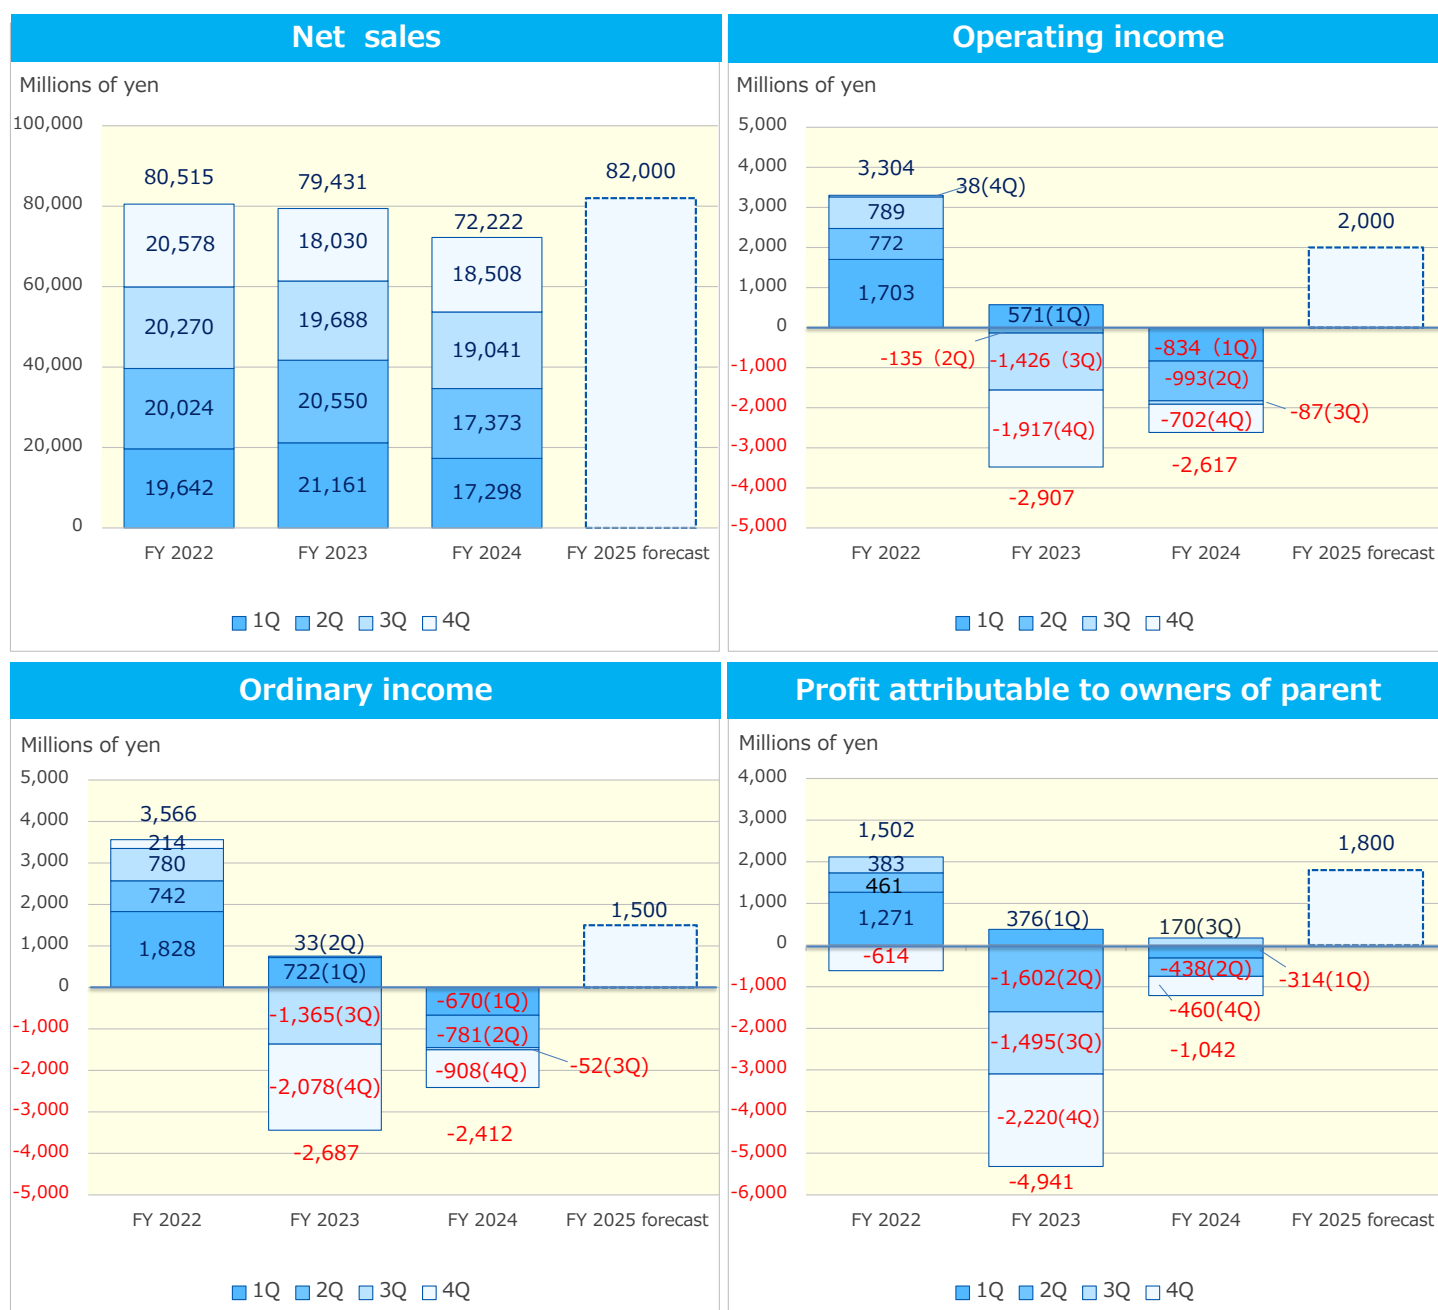 Net sales
Millions of yen
100,000
80,000
60,000
40,000
20,000
0
80,515
20,578
20,270
20,024
19,642
79,431
18,030
19,688
20,550
21,161
72,222
18,508
19,041
17,373
17,298
82,000
FY 2022 FY 2023 FY 2024 FY 2025 forecast
1Q 2Q 3Q 4Q
Operating income
Millions of yen
5,000
4,000
3,000
2,000
1,000
0
-1,000
-2,000
-3,000
-4,000
-5,000
3,304
38(4Q)
789
772
1,703
571(1Q)
-135（2Q)
-1,426（3Q)
-1,917(4Q)
-2,907
-834（1Q)
-993(2Q)
-87(3Q)
-702(4Q)
-2,617
2,000
FY 2022 FY 2023 FY 2024 FY 2025 forecast
1Q 2Q 3Q 4Q
Ordinary income
Millions of yen
5,000
4,000
3,000
2,000
1,000
0
-1,000
-2,000
-3,000
-4,000
-5,000
3,566
214
780
742
1,828
33(2Q)
722(1Q)
-1,365(3Q)
-2,078(4Q)
-2,687
-670(1Q)
-781(2Q)
-52(3Q)
-908(4Q)
-2,412
1,500
FY 2022 FY 2023 FY 2024 FY 2025 forecast
1Q 2Q 3Q 4Q
Profit attributable to owners of parent
Millions of yen
4,000
3,000
2,000
1,000
0
-1,000
-2,000
-3,000
-4,000
-5,000
-6,000
1,502
383
461
1,271
-614
376(1Q)
-1,602(2Q)
-1,495(3Q)
-2,220(4Q)
-4,941
170(3Q)
-438(2Q)
-314(1Q)
-460(4Q)
-1,042
1,800
FY 2022 FY 2023 FY 2024 FY 2025 forecast
1Q 2Q 3Q 4Q